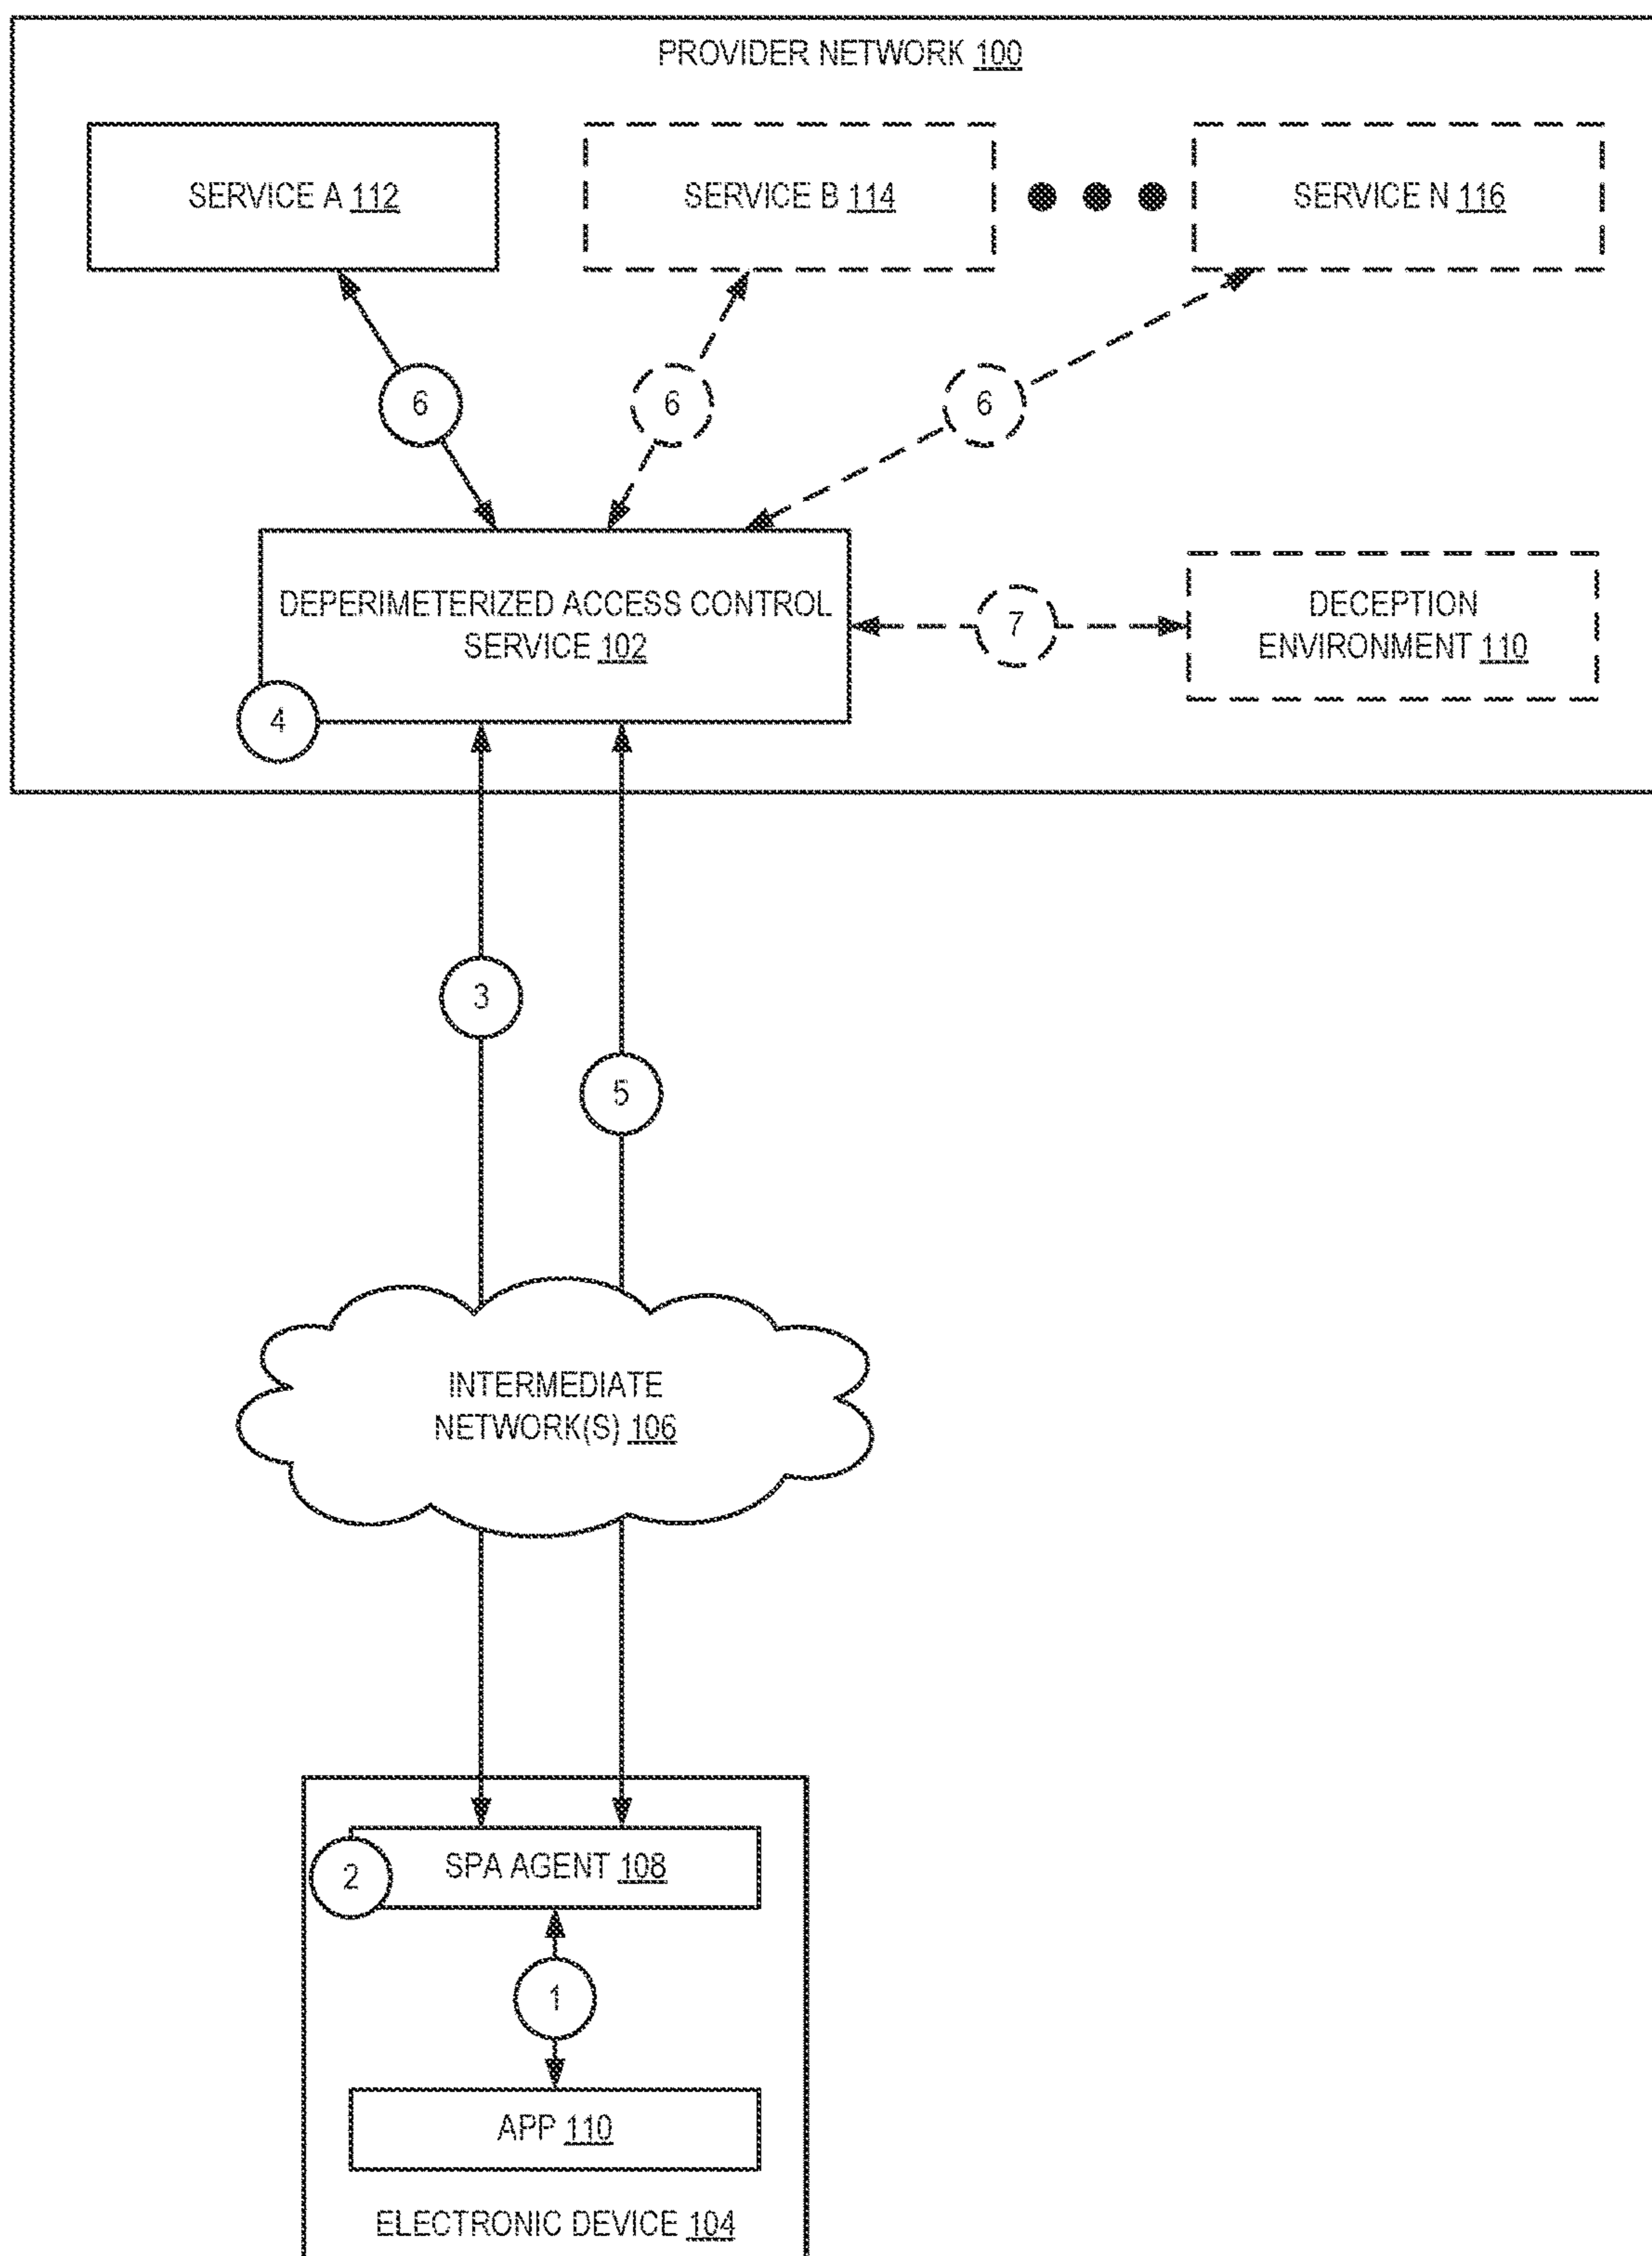 PROVIDER NETWORK 100
SERVICE A 112
SERVICE B 114
SERVICE N 116
6
6
6
DEPERIMETERIZED ACCESS CONTROL
SERVICE 102
7
DECEPTION
ENVIRONMENT 110
4
3
5
INTERMEDIATE
NETWORK(S) 106
2
SPA AGENT 108
1
APP 110
ELECTRONIC DEVICE 104